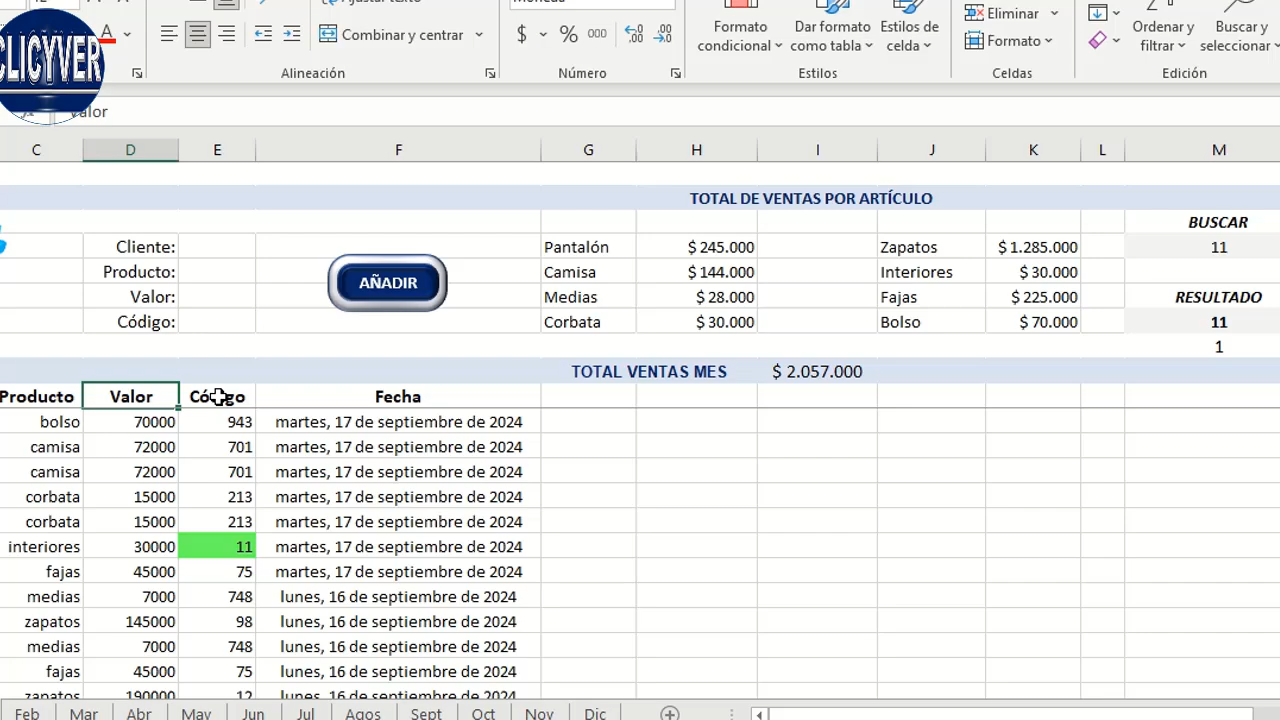 Moneda
$ % 000
Combinar y centrar
Formato condicional
Dar formato como tabla
Estilos de celda
Eliminar
Formato
Ordenar y filtrar
Buscar y seleccionar
CLICYVER
Alineación Número Estilos Celdas Edición
Valor
C D E F G H I J K L M
TOTAL DE VENTAS POR ARTÍCULO
BUSCAR
Cliente: Pantalón $ 245.000 Zapatos $ 1.285.000 11
Producto: AÑADIR Camisa $ 144.000 Interiores $ 30.000
Valor: Medias $ 28.000 Fajas $ 225.000 RESULTADO
Código: Corbata $ 30.000 Bolso $ 70.000 11
1
TOTAL VENTAS MES $ 2.057.000
Producto Valor Código Fecha
bolso 70000 943 martes, 17 de septiembre de 2024
camisa 72000 701 martes, 17 de septiembre de 2024
camisa 72000 701 martes, 17 de septiembre de 2024
corbata 15000 213 martes, 17 de septiembre de 2024
corbata 15000 213 martes, 17 de septiembre de 2024
interiores 30000 11 martes, 17 de septiembre de 2024
fajas 45000 75 martes, 17 de septiembre de 2024
medias 7000 748 lunes, 16 de septiembre de 2024
zapatos 145000 98 lunes, 16 de septiembre de 2024
medias 7000 748 lunes, 16 de septiembre de 2024
fajas 45000 75 lunes, 16 de septiembre de 2024
zapatos 190000 12 lunes, 16 de septiembre de 2024
Feb Mar Abr May Jun Jul Agos Sept Oct Nov Dic